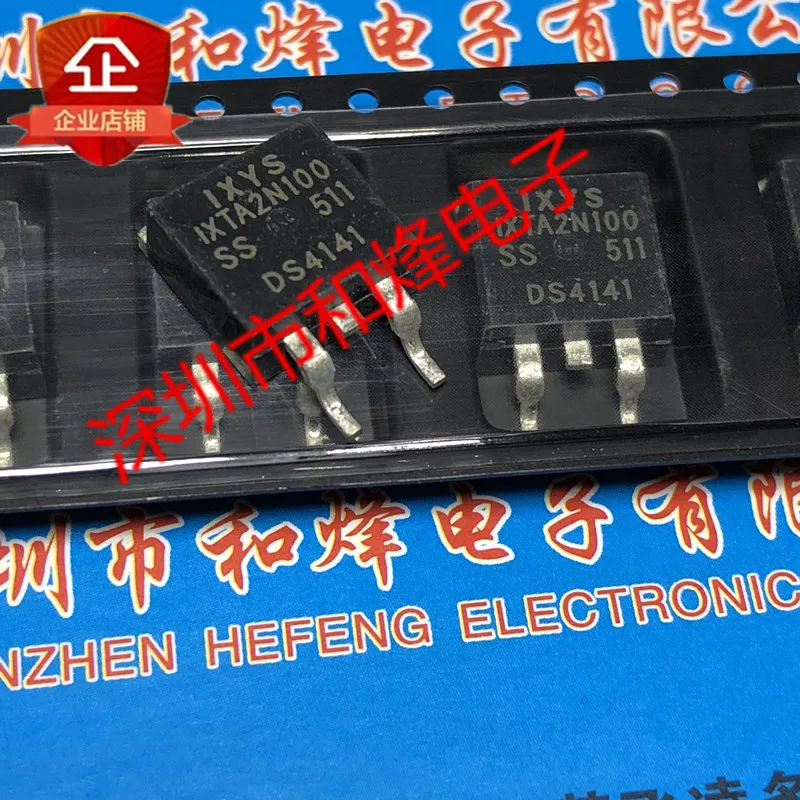 圳市和烽电子有限公
企
企业店铺
IXYS
IXTA2N100
SS 511
DS4141
IXYS
IXTA2N100
SS 511
DS4141
深圳市和烽电子
圳市和烽电子有限
NZHEN HEFENG ELECTRONIC